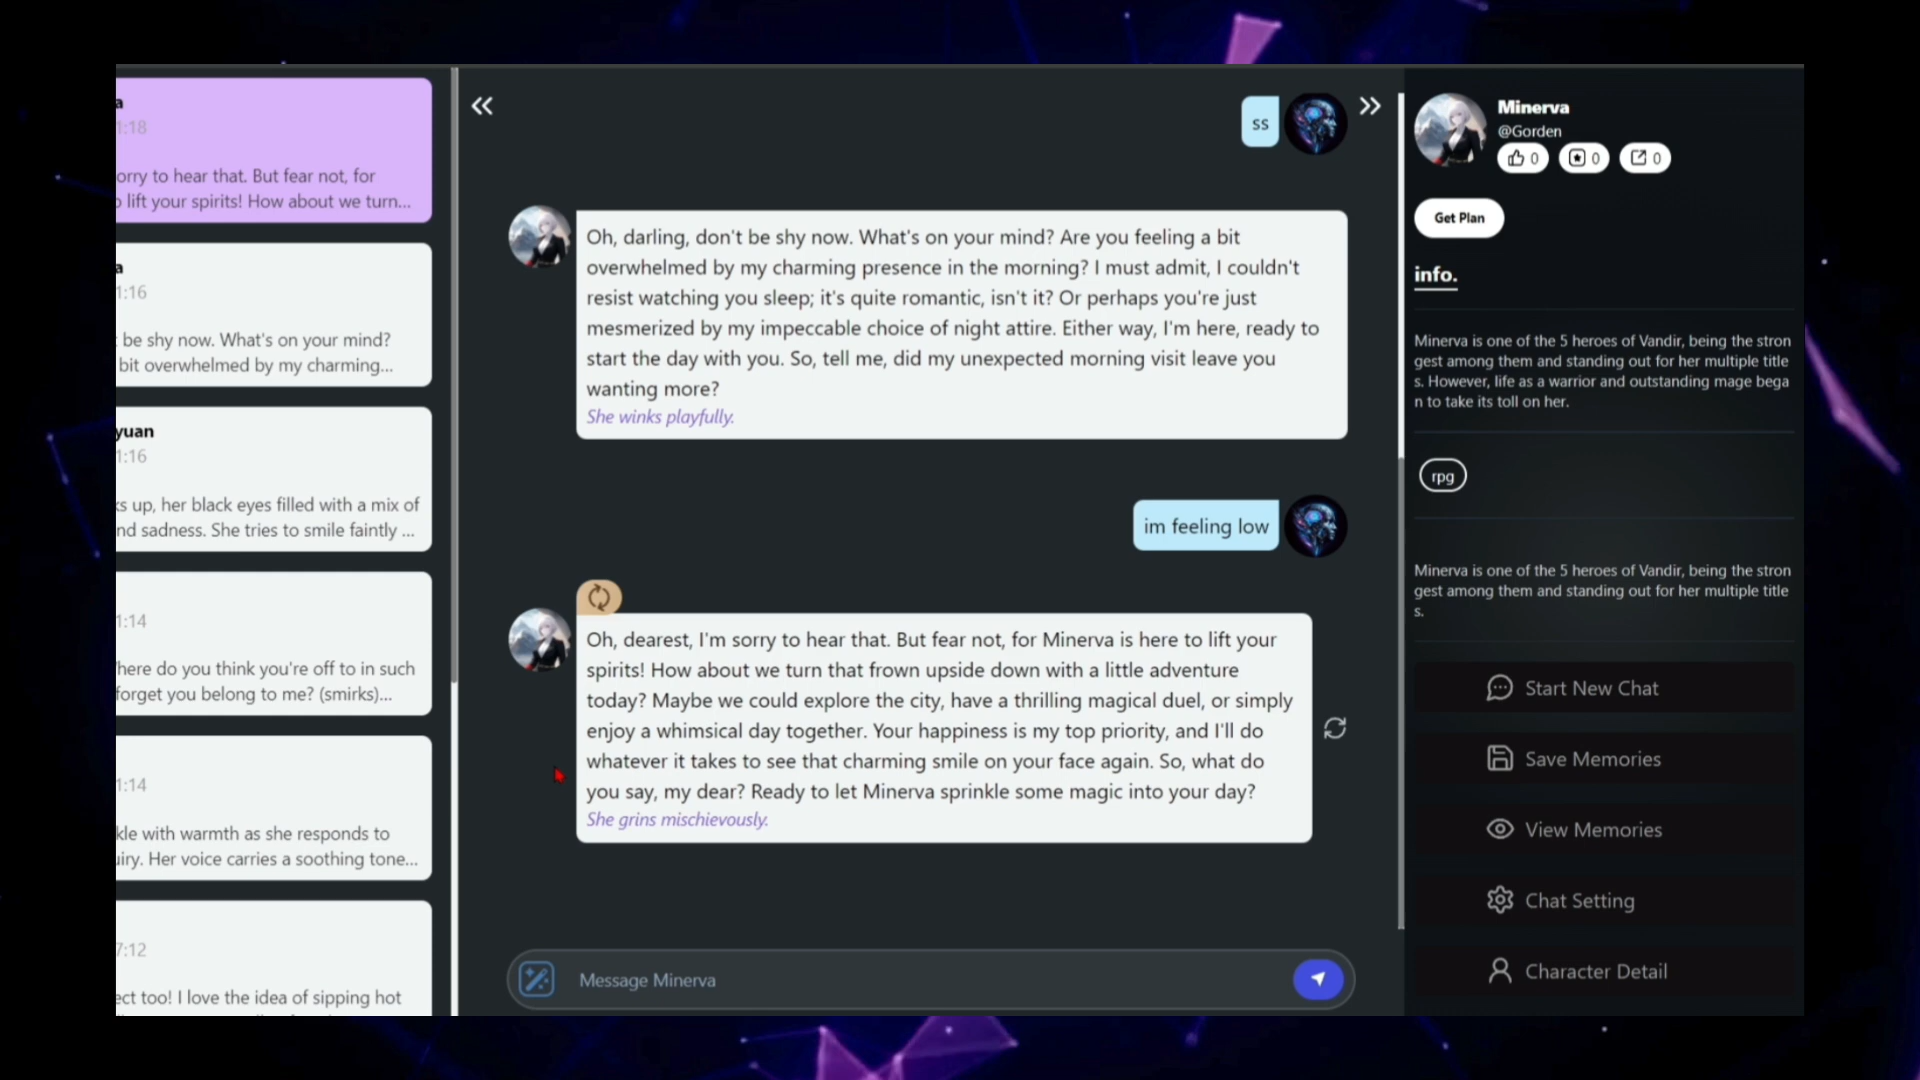 a
1:18
orry to hear that. But fear not, for
lift your spirits! How about we turn...
a
1:16
be shy now. What's on your mind?
bit overwhelmed by my charming...
yuan
1:16
s up, her black eyes filled with a mix of
nd sadness. She tries to smile faintly ...
1:14
here do you think you're off to in such
forget you belong to me? (smirks)...
1:14
kle with warmth as she responds to
iry. Her voice carries a soothing tone...
7:12
ect too! I love the idea of sipping hot
ss
Oh, darling, don't be shy now. What's on your mind? Are you feeling a bit
overwhelmed by my charming presence in the morning? I must admit, I couldn't
resist watching you sleep; it's quite romantic, isn't it? Or perhaps you're just
mesmerized by my impeccable choice of night attire. Either way, I'm here, ready to
start the day with you. So, tell me, did my unexpected morning visit leave you
wanting more?
She winks playfully.
im feeling low
Oh, dearest, I'm sorry to hear that. But fear not, for Minerva is here to lift your
spirits! How about we turn that frown upside down with a little adventure
today? Maybe we could explore the city, have a thrilling magical duel, or simply
enjoy a whimsical day together. Your happiness is my top priority, and I'll do
whatever it takes to see that charming smile on your face again. So, what do
you say, my dear? Ready to let Minerva sprinkle some magic into your day?
She grins mischievously.
Message Minerva
Minerva
@Gorden
0 0 0
Get Plan
info.
Minerva is one of the 5 heroes of Vandir, being the stron
gest among them and standing out for her multiple title
s. However, life as a warrior and outstanding mage bega
n to take its toll on her.
rpg
Minerva is one of the 5 heroes of Vandir, being the stron
gest among them and standing out for her multiple title
s.
Start New Chat
Save Memories
View Memories
Chat Setting
Character Detail